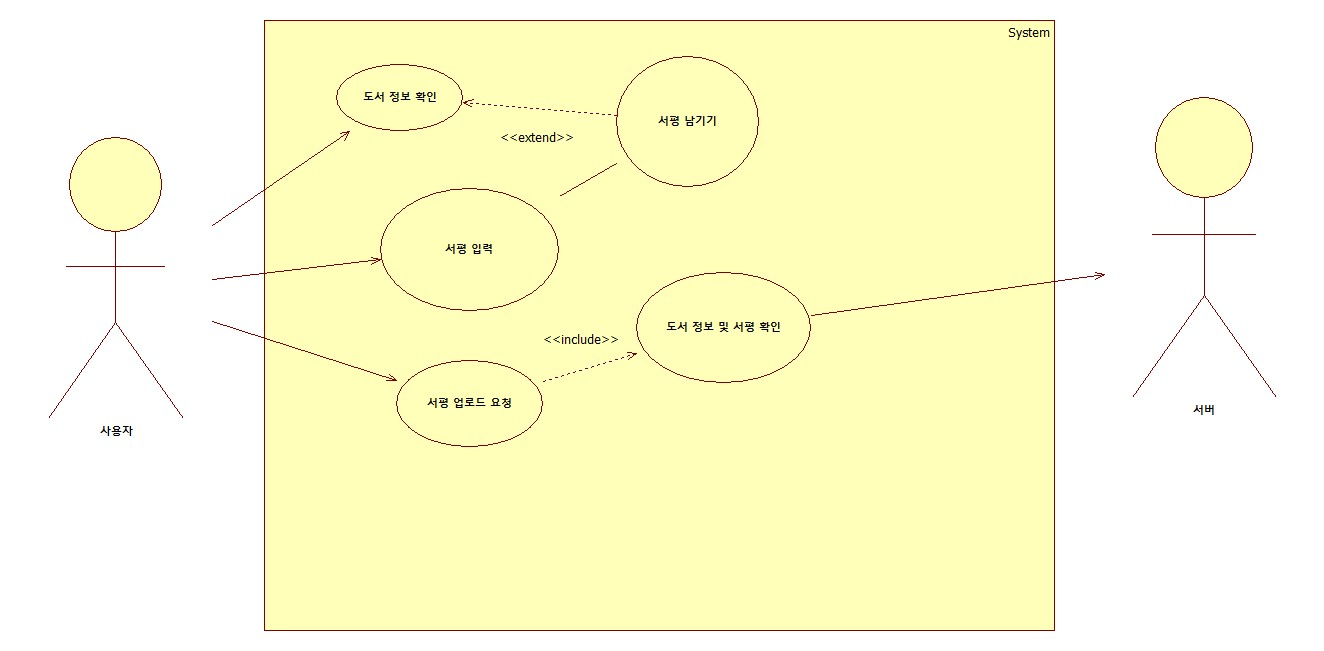 System
도서 정보 확인
서평 남기기
<<extend>>
서평 입력
도서 정보 및 서평 확인
<<include>>
서평 업로드 요청
사용자
서버